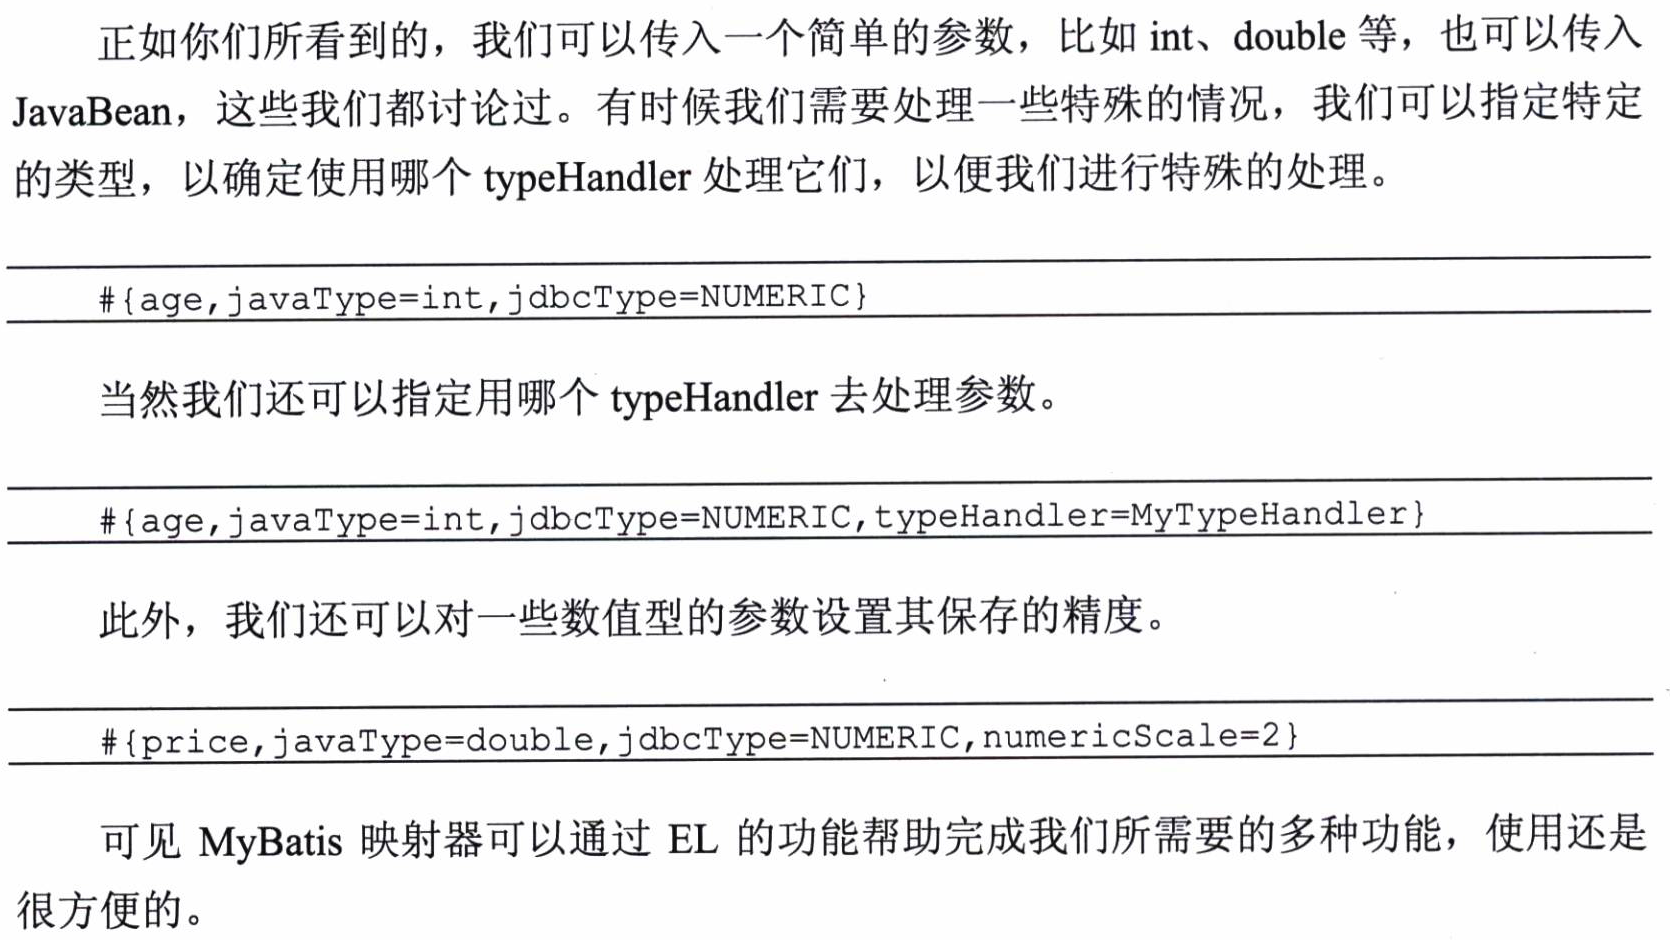 正如你们所看到的，我们可以传入一个简单的参数，比如 int、double 等，也可以传入
JavaBean，这些我们都讨论过。有时候我们需要处理一些特殊的情况，我们可以指定特定
的类型，以确定使用哪个 typeHandler 处理它们，以便我们进行特殊的处理。
#{age,javaType=int,jdbcType=NUMERIC}
当然我们还可以指定用哪个 typeHandler 去处理参数。
#{age,javaType=int,jdbcType=NUMERIC,typeHandler=MyTypeHandler}
此外，我们还可以对一些数值型的参数设置其保存的精度。
#{price,javaType=double,jdbcType=NUMERIC,numericScale=2}
可见 MyBatis 映射器可以通过 EL 的功能帮助完成我们所需要的多种功能，使用还是
很方便的。